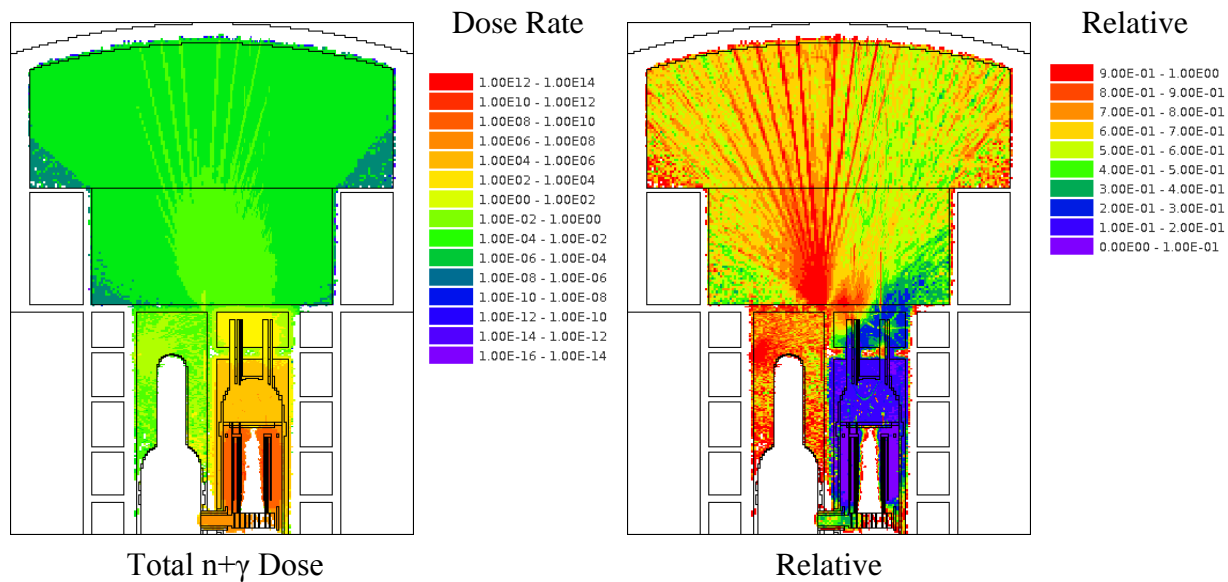 Dose Rate
1.00E12 - 1.00E14
1.00E10 - 1.00E12
1.00E08 - 1.00E10
1.00E06 - 1.00E08
1.00E04 - 1.00E06
1.00E02 - 1.00E04
1.00E00 - 1.00E02
1.00E-02 - 1.00E00
1.00E-04 - 1.00E-02
1.00E-06 - 1.00E-04
1.00E-08 - 1.00E-06
1.00E-10 - 1.00E-08
1.00E-12 - 1.00E-10
1.00E-14 - 1.00E-12
1.00E-16 - 1.00E-14
Total n+γ Dose
Relative
9.00E-01 - 1.00E00
8.00E-01 - 9.00E-01
7.00E-01 - 8.00E-01
6.00E-01 - 7.00E-01
5.00E-01 - 6.00E-01
4.00E-01 - 5.00E-01
3.00E-01 - 4.00E-01
2.00E-01 - 3.00E-01
1.00E-01 - 2.00E-01
0.00E00 - 1.00E-01
Relative